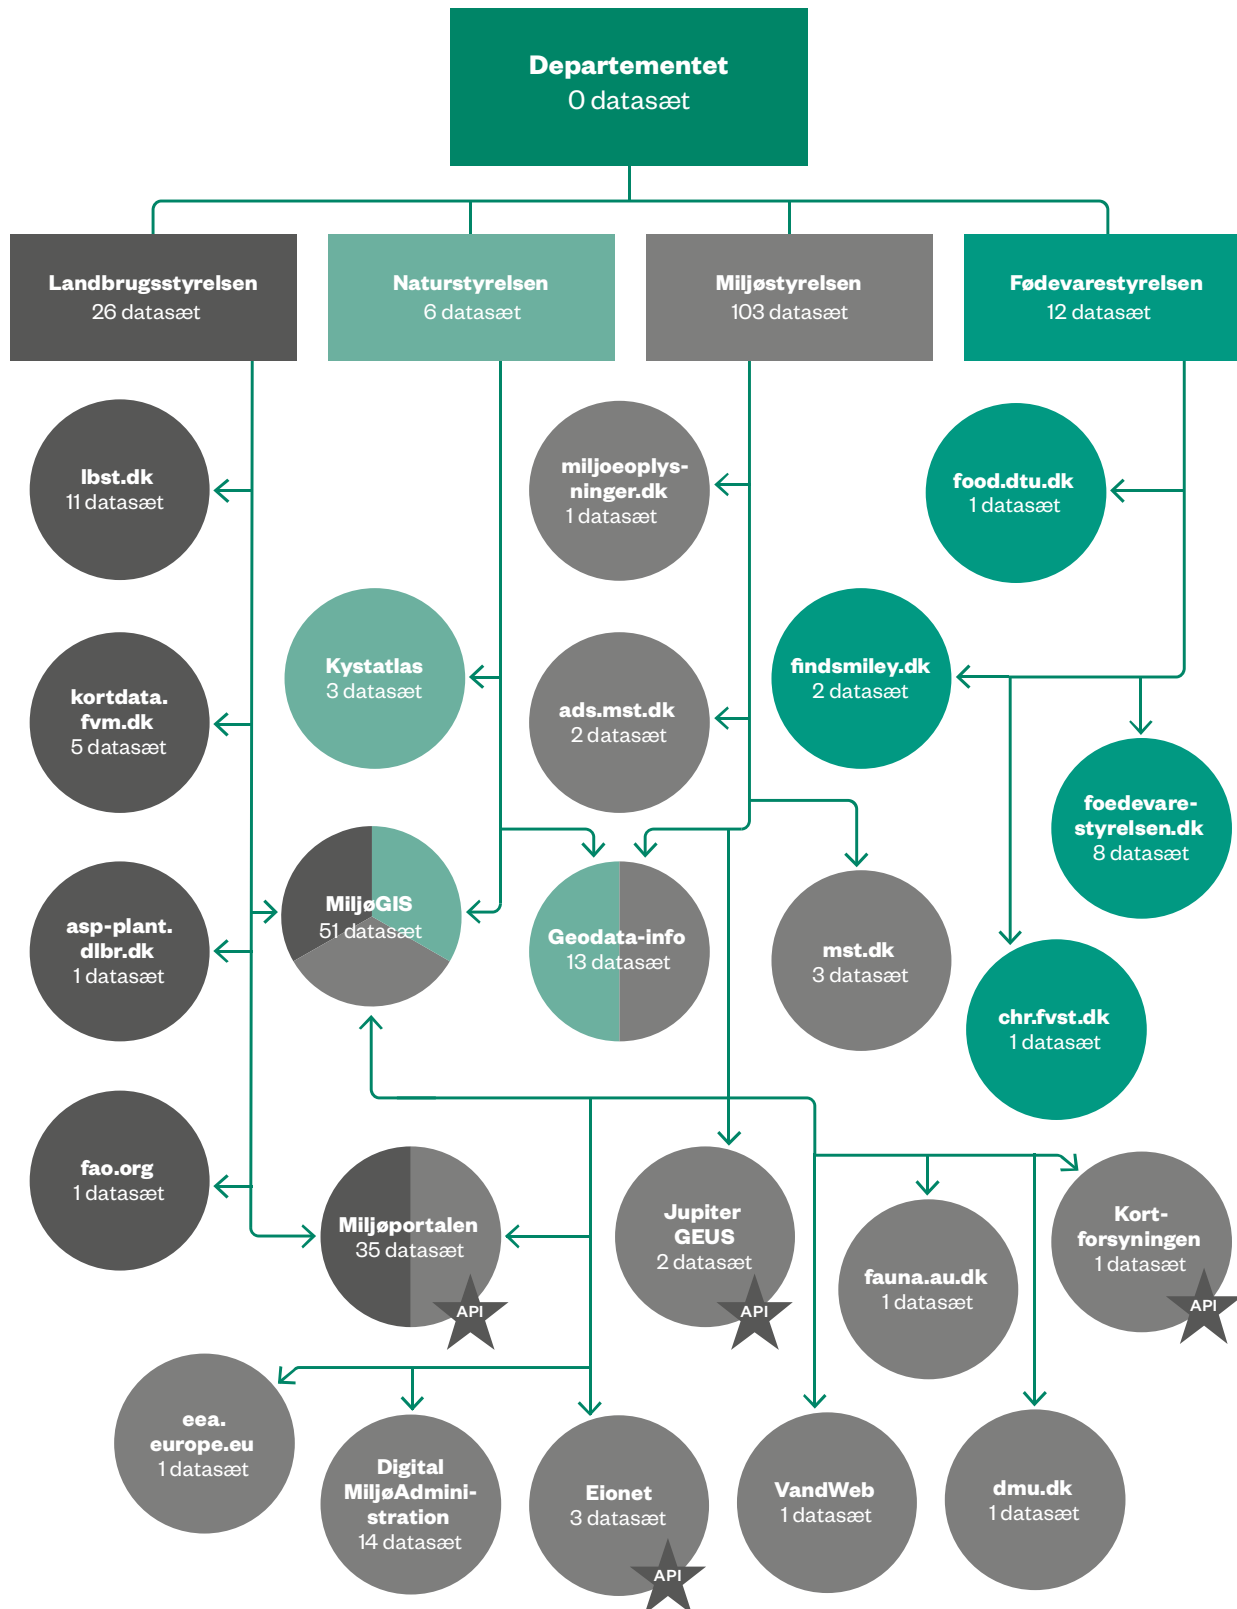 Departementet
0 datasæt
Landbrugsstyrelsen
26 datasæt
Naturstyrelsen
6 datasæt
Miljøstyrelsen
103 datasæt
Fødevarestyrelsen
12 datasæt
lbst.dk
11 datasæt
miljoeoplys-
ninger.dk
1 datasæt
food.dtu.dk
1 datasæt
Kystatlas
3 datasæt
findsmiley.dk
2 datasæt
kortdata.
fvm.dk
5 datasæt
ads.mst.dk
2 datasæt
foedevare-
styrelsen.dk
8 datasæt
MiljøGIS
51 datasæt
Geodata-info
13 datasæt
asp-plant.
dlbr.dk
1 datasæt
mst.dk
3 datasæt
chr.fvst.dk
1 datasæt
fao.org
1 datasæt
Miljøportalen
35 datasæt
API
Jupiter
GEUS
2 datasæt
API
fauna.au.dk
1 datasæt
Kort-
forsyningen
1 datasæt
API
eea.
europe.eu
1 datasæt
Digital
MiljøAdmini-
stration
14 datasæt
Eionet
3 datasæt
API
VandWeb
1 datasæt
dmu.dk
1 datasæt